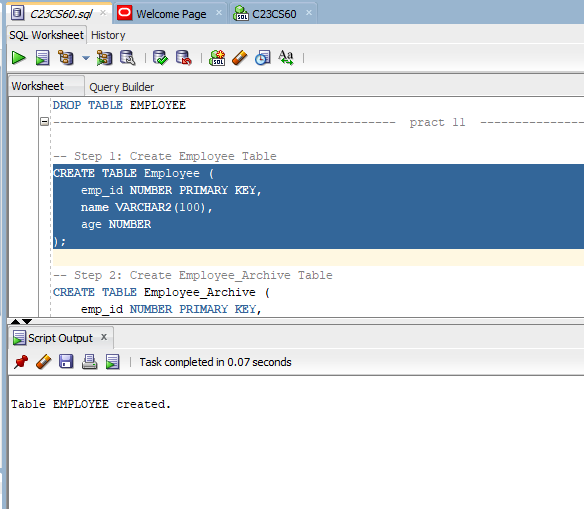 C23CS60.sql x Welcome Page x C23CS60 x
SQL Worksheet History
Worksheet Query Builder
DROP TABLE EMPLOYEE
-------------------------------------------------- pract 11 ---------------
-- Step 1: Create Employee Table
CREATE TABLE Employee (
emp_id NUMBER PRIMARY KEY,
name VARCHAR2(100),
age NUMBER
);
-- Step 2: Create Employee_Archive Table
CREATE TABLE Employee_Archive (
emp_id NUMBER PRIMARY KEY,
Script Output x
Task completed in 0.07 seconds
Table EMPLOYEE created.